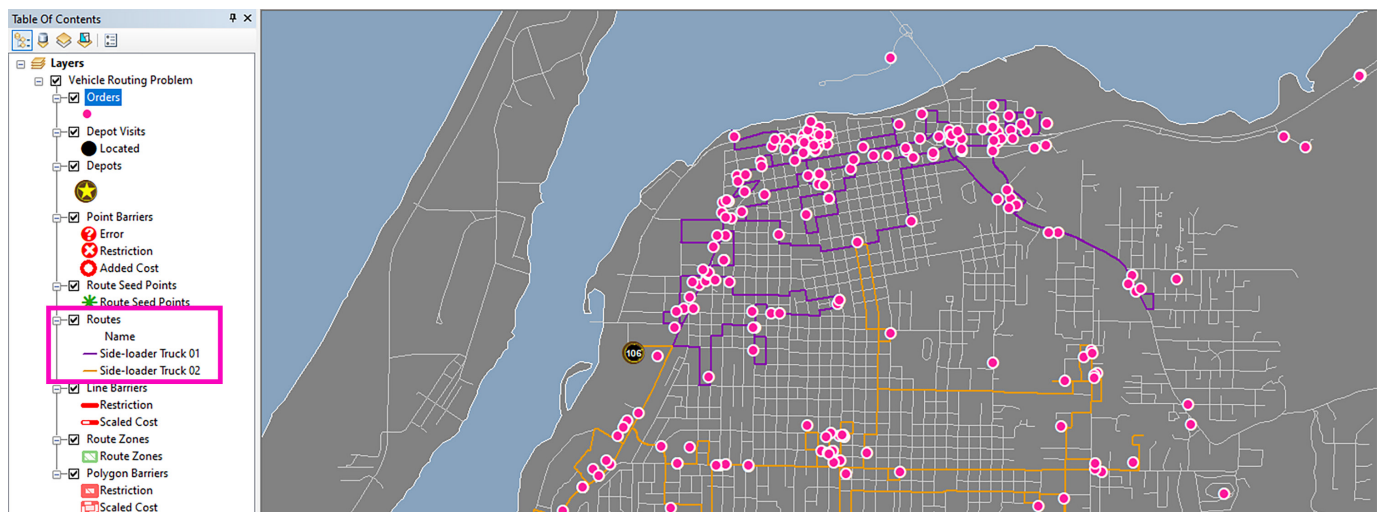 Table Of Contents
Layers
Vehicle Routing Problem
Orders
Depot Visits
Located
Depots
Point Barriers
Error
Restriction
Added Cost
Route Seed Points
Route Seed Points
Routes
Name
Side-loader Truck 01
Side-loader Truck 02
Line Barriers
Restriction
Scaled Cost
Route Zones
Route Zones
Polygon Barriers
Restriction
Scaled Cost
106